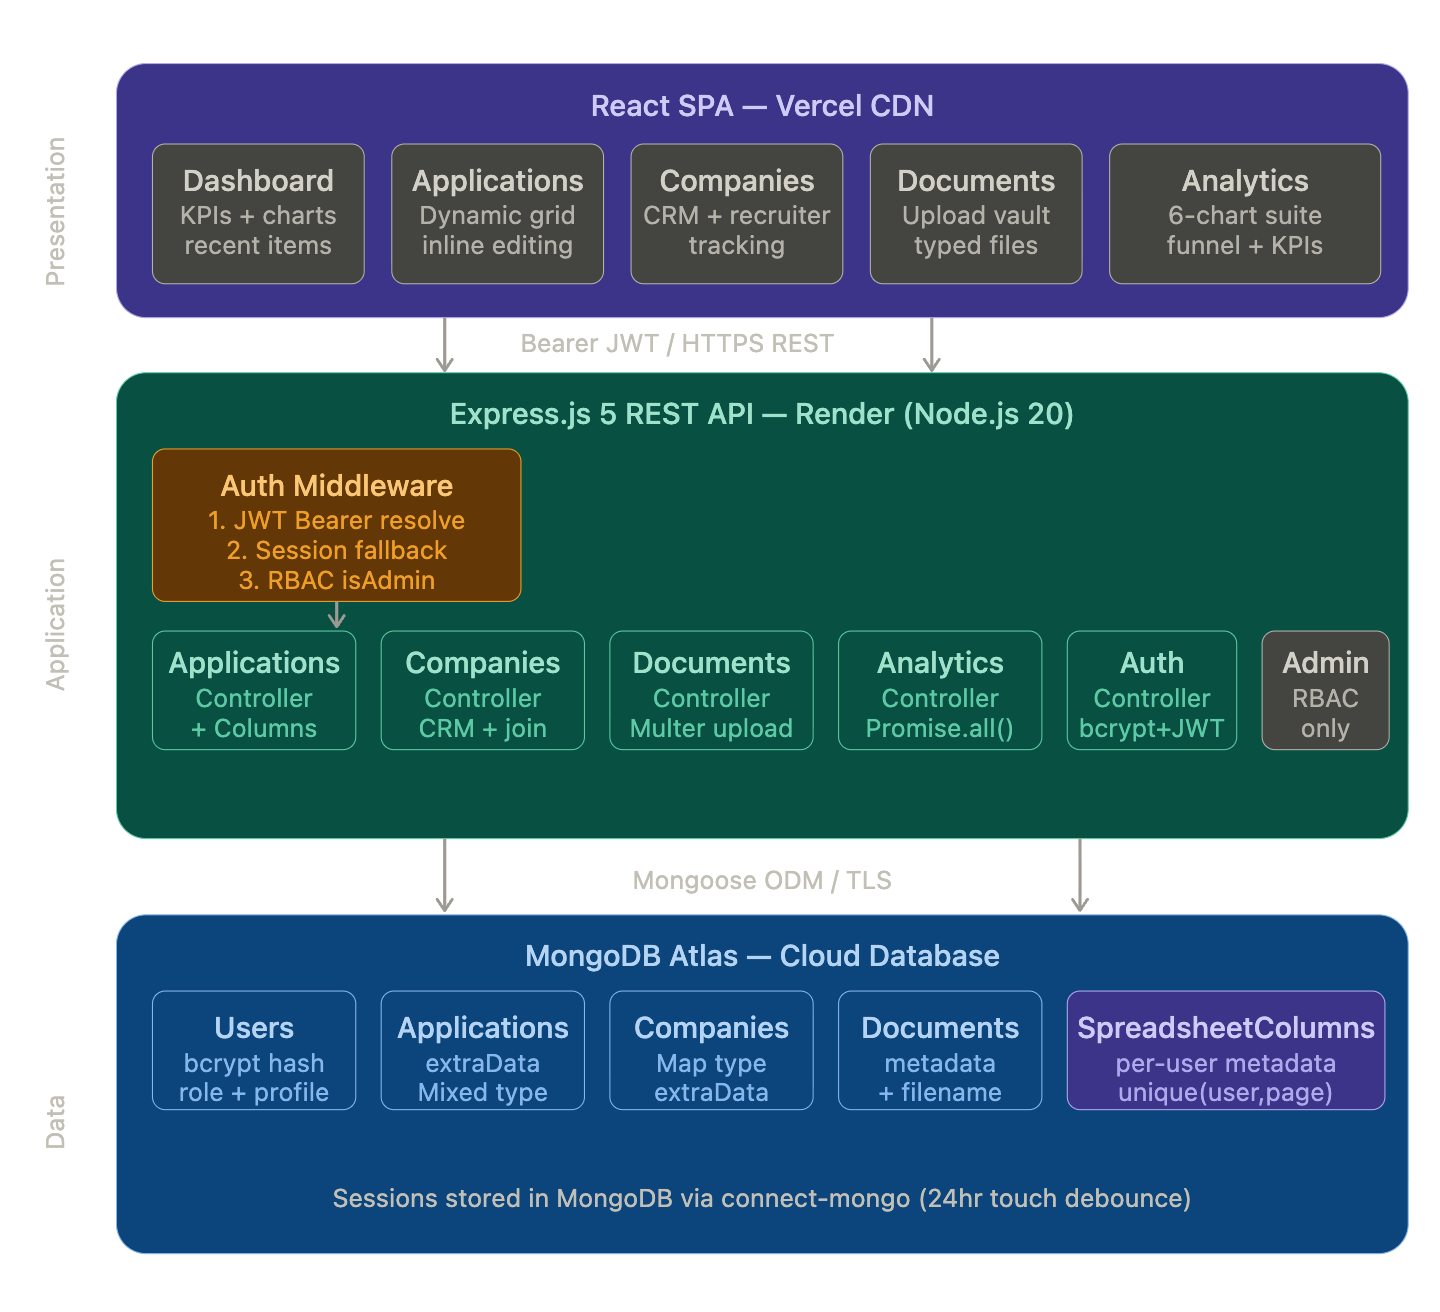 Presentation
React SPA — Vercel CDN
Dashboard
KPIs + charts
recent items
Applications
Dynamic grid
inline editing
Companies
CRM + recruiter
tracking
Documents
Upload vault
typed files
Analytics
6-chart suite
funnel + KPIs
Bearer JWT / HTTPS REST
Application
Express.js 5 REST API — Render (Node.js 20)
Auth Middleware
1. JWT Bearer resolve
2. Session fallback
3. RBAC isAdmin
Applications
Controller
+ Columns
Companies
Controller
CRM + join
Documents
Controller
Multer upload
Analytics
Controller
Promise.all()
Auth
Controller
bcrypt+JWT
Admin
RBAC
only
Mongoose ODM / TLS
Data
MongoDB Atlas — Cloud Database
Users
bcrypt hash
role + profile
Applications
extraData
Mixed type
Companies
Map type
extraData
Documents
metadata
+ filename
SpreadsheetColumns
per-user metadata
unique(user,page)
Sessions stored in MongoDB via connect-mongo (24hr touch debounce)